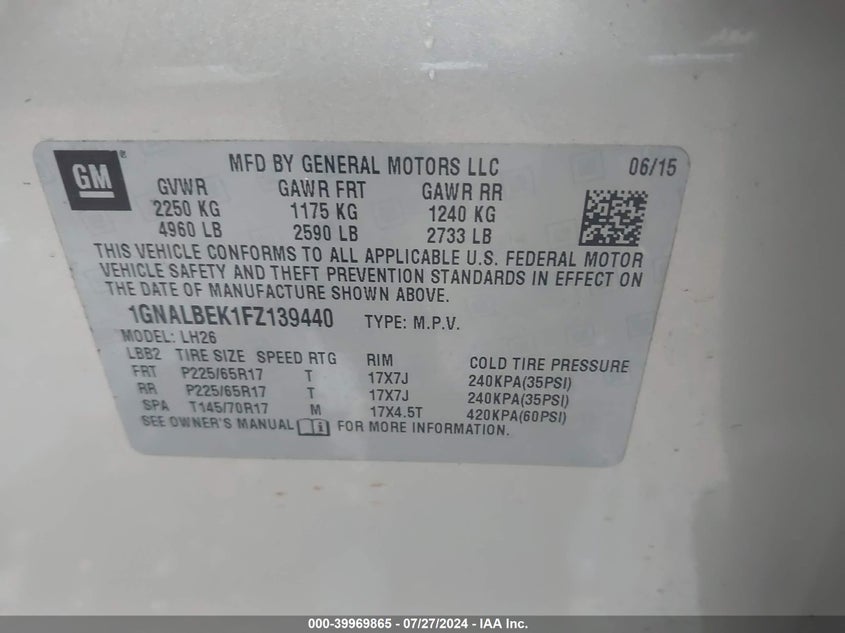 GM® MFD BY GENERAL MOTORS LLC 06/15
GVWR GAWR FRT GAWR RR
2250 KG 1175 KG 1240 KG
4960 LB 2590 LB 2733 LB
THIS VEHICLE CONFORMS TO ALL APPLICABLE U.S. FEDERAL MOTOR
VEHICLE SAFETY AND THEFT PREVENTION STANDARDS IN EFFECT ON
THE DATE OF MANUFACTURE SHOWN ABOVE.
1GNALBEK1FZ139440 TYPE: M.P.V.
MODEL: LH26
LBB2 TIRE SIZE SPEED RTG RIM COLD TIRE PRESSURE
FRT P225/65R17 T 17X7J 240KPA(35PSI)
RR P225/65R17 T 17X7J 240KPA(35PSI)
SPA T145/70R17 M 17X4.5T 420KPA(60PSI)
SEE OWNER'S MANUAL i FOR MORE INFORMATION.
000-39969865 - 07/27/2024 - IAA Inc.